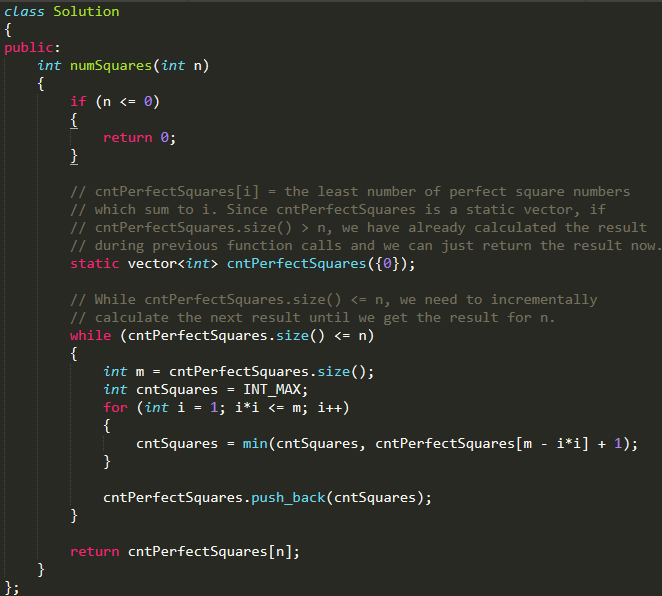 class Solution
{
public:
    int numSquares(int n)
    {
        if (n <= 0)
        {
            return 0;
        }

        // cntPerfectSquares[i] = the least number of perfect square numbers
        // which sum to i. Since cntPerfectSquares is a static vector, if
        // cntPerfectSquares.size() > n, we have already calculated the result
        // during previous function calls and we can just return the result now.
        static vector<int> cntPerfectSquares({0});

        // While cntPerfectSquares.size() <= n, we need to incrementally
        // calculate the next result until we get the result for n.
        while (cntPerfectSquares.size() <= n)
        {
            int m = cntPerfectSquares.size();
            int cntSquares = INT_MAX;
            for (int i = 1; i*i <= m; i++)
            {
                cntSquares = min(cntSquares, cntPerfectSquares[m - i*i] + 1);
            }

            cntPerfectSquares.push_back(cntSquares);
        }

        return cntPerfectSquares[n];
    }
};